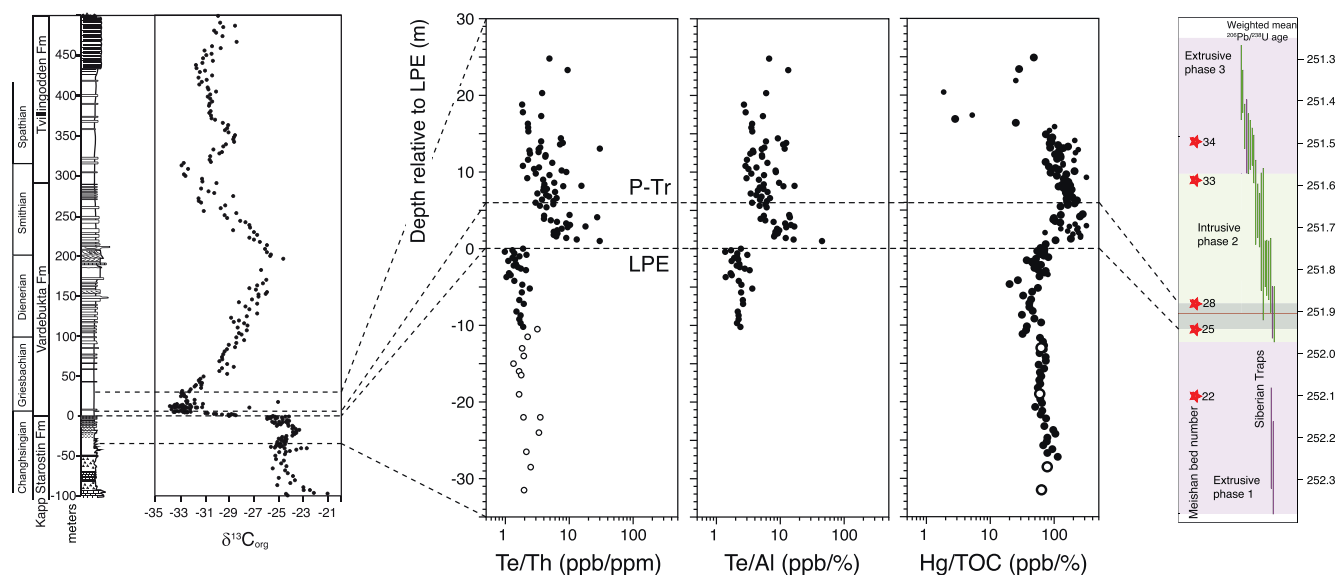 Spathian
Smithian
Dienerian
Griesbachian
Changhsingian
Tvillingodden Fm
Vardebukta Fm
Kapp Starostin Fm
450
400
350
300
250
200
150
100
50
0
-50
-100
meters
-35 -33 -31 -29 -27 -25 -23 -21
δ13Corg
Depth relative to LPE (m)
30
20
10
0
-10
-20
-30
P-Tr
LPE
1 10 100
Te/Th (ppb/ppm)
1 10 100
Te/Al (ppb/%)
1 10 100
Hg/TOC (ppb/%)
Weighted mean
206Pb/238U age
Extrusive
phase 3
Intrusive
phase 2
Extrusive
phase 1
34
33
28
25
22
Meishan bed number
Siberian Traps
251.3
251.4
251.5
251.6
251.7
251.8
251.9
252.0
252.1
252.2
252.3